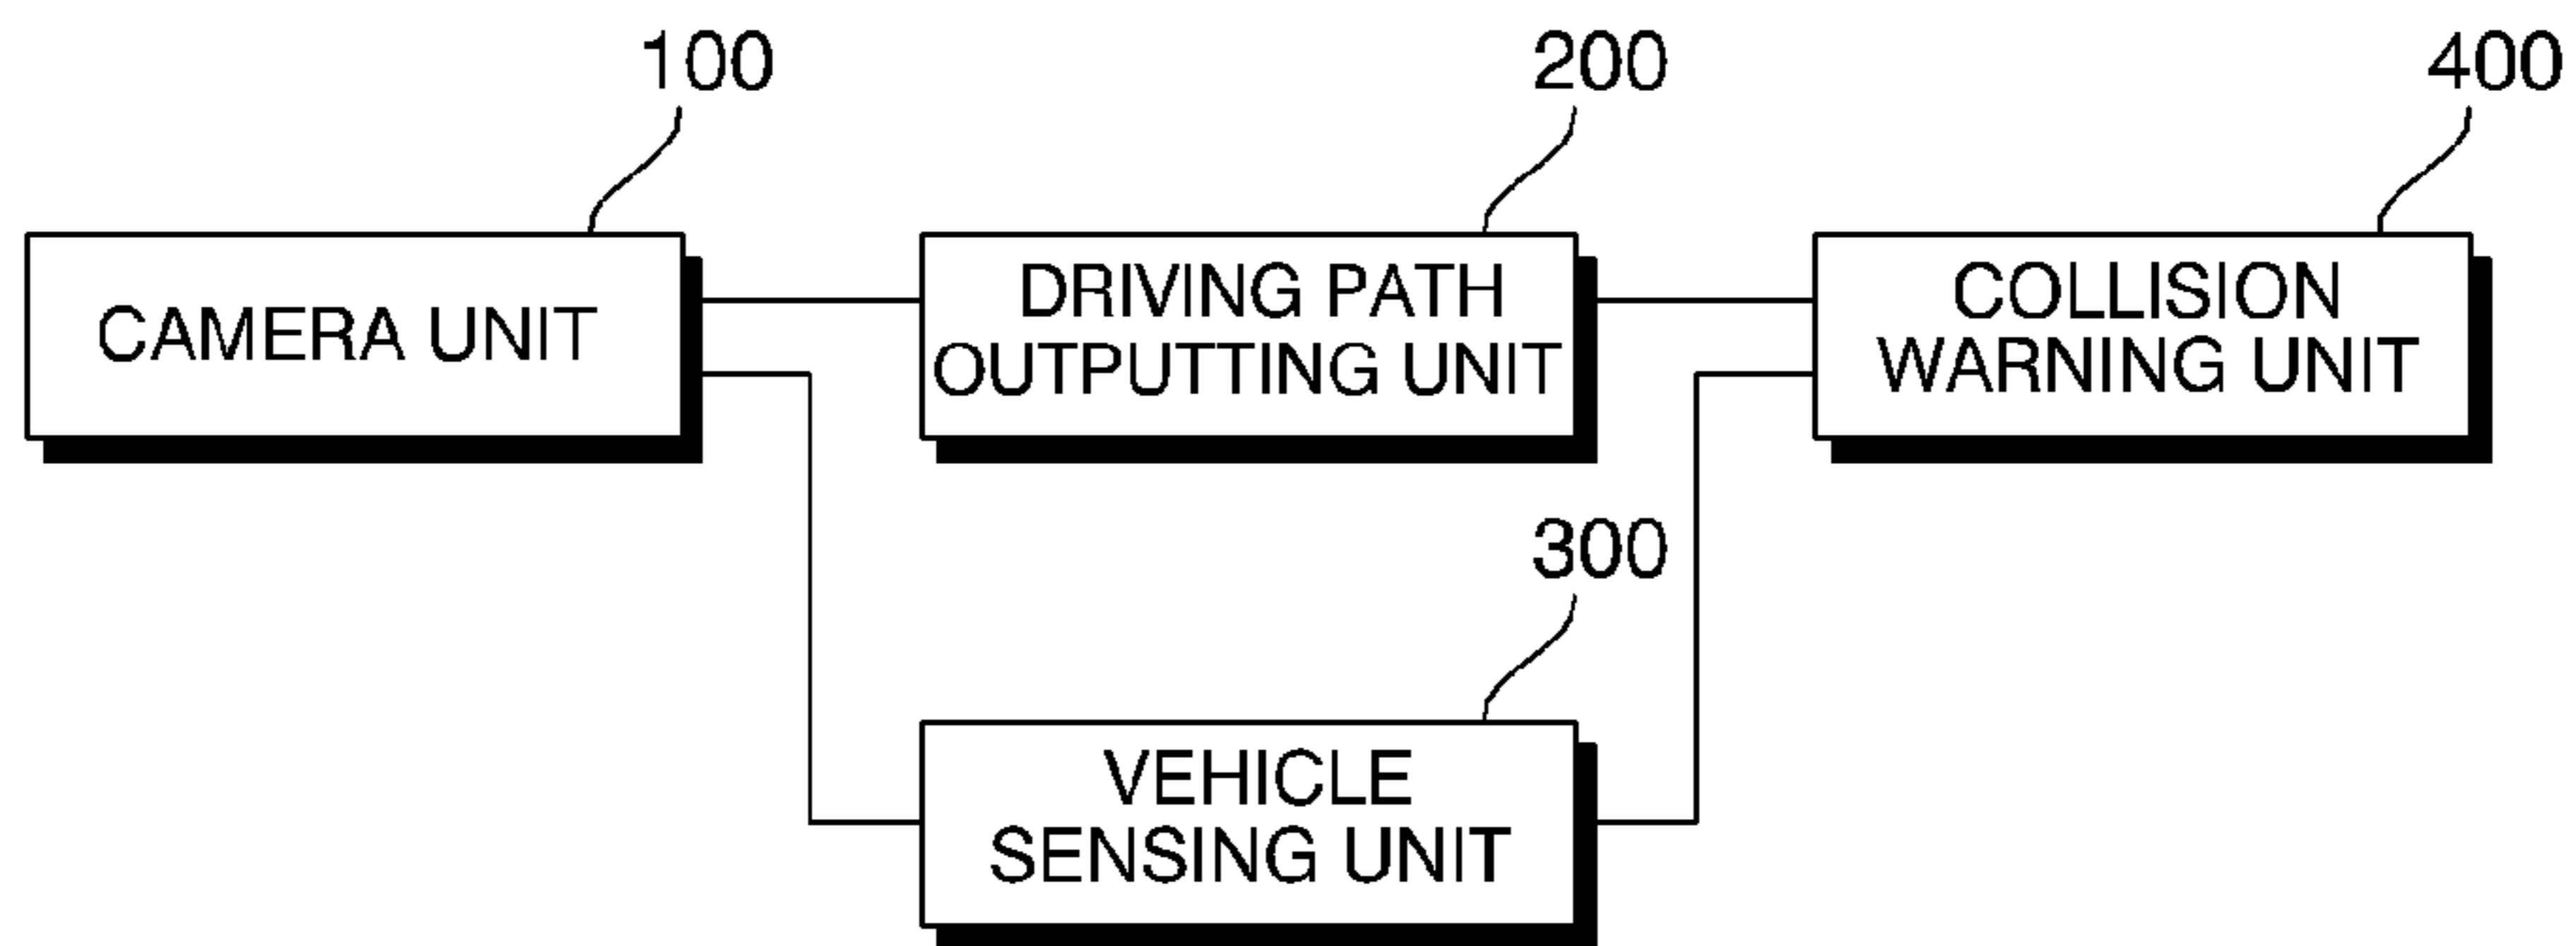 100
200
400
CAMERA UNIT
DRIVING PATH
OUTPUTTING UNIT
COLLISION
WARNING UNIT
300
VEHICLE
SENSING UNIT